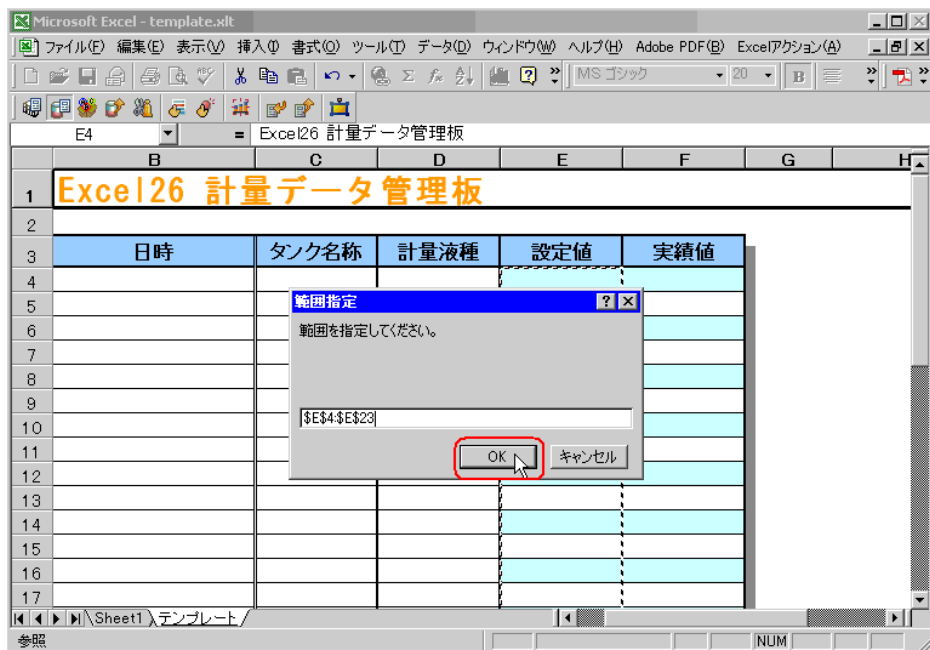 Microsoft Excel - template.xlt
ファイル(F) 編集(E) 表示(V) 挿入(I) 書式(O) ツール(T) データ(D) ウィンドウ(W) ヘルプ(H) Adobe PDF(B) Excelアクション(A)
MS ゴシック 20 B
E4 = Excel26 計量データ管理板
B C D E F G H
1 Excel26 計量データ管理板
2
3 日時 タンク名称 計量液種 設定値 実績値
4
5
6
7
8
9
10
11
12
13
14
15
16
17
範囲指定
範囲を指定してください。
$E$4:$E$23
OK キャンセル
Sheet1 テンプレート
参照 NUM